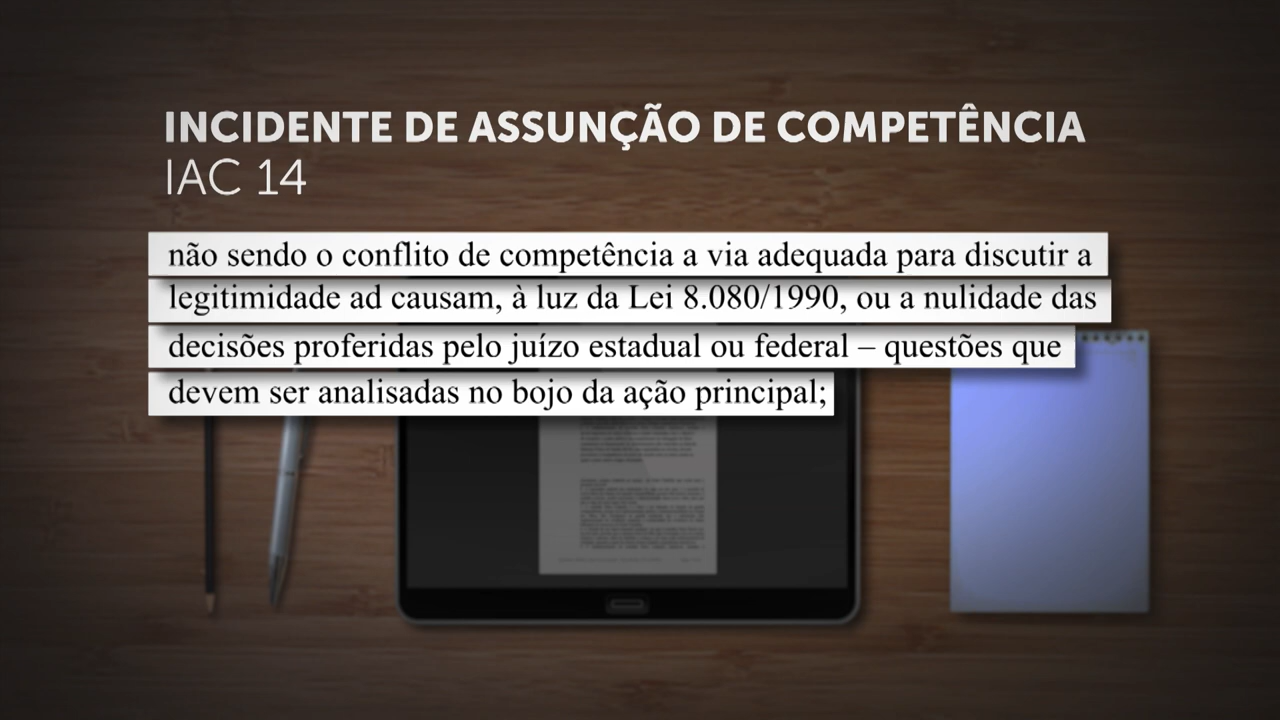 INCIDENTE DE ASSUNÇÃO DE COMPETÊNCIA
IAC 14
não sendo o conflito de competência a via adequada para discutir a
legitimidade ad causam, à luz da Lei 8.080/1990, ou a nulidade das
decisões proferidas pelo juízo estadual ou federal – questões que
devem ser analisadas no bojo da ação principal;